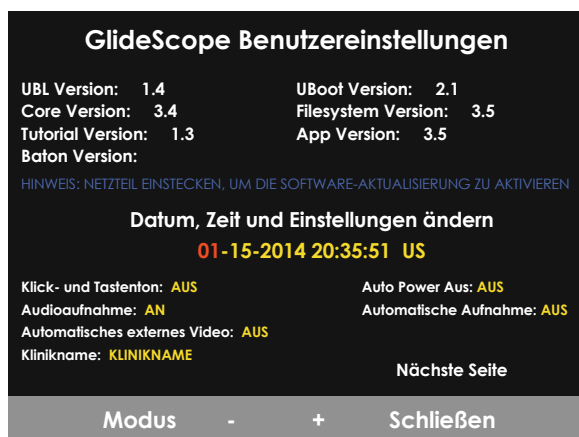 GlideScope Benutzereinstellungen
UBL Version: 1.4 UBoot Version: 2.1
Core Version: 3.4 Filesystem Version: 3.5
Tutorial Version: 1.3 App Version: 3.5
Baton Version:
HINWEIS: NETZTEIL EINSTECKEN, UM DIE SOFTWARE-AKTUALISIERUNG ZU AKTIVIEREN
Datum, Zeit und Einstellungen ändern
01-15-2014 20:35:51 US
Klick- und Tastenton: AUS Auto Power Aus: AUS
Audioaufnahme: AN Automatische Aufnahme: AUS
Automatisches externes Video: AUS
Klinikname: KLINIKNAME
Nächste Seite
Modus - + Schließen